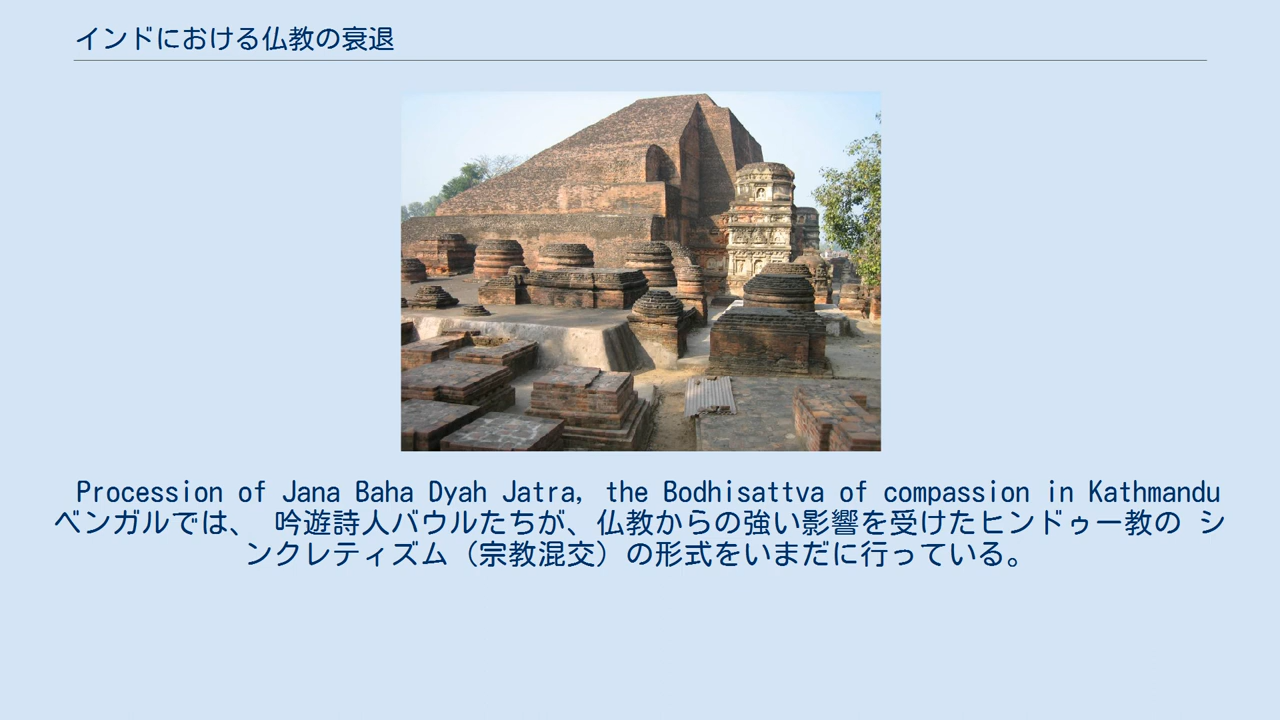 インドにおける仏教の衰退
Procession of Jana Baha Dyah Jatra, the Bodhisattva of compassion in Kathmandu
ベンガルでは、 吟遊詩人バウルたちが、仏教からの強い影響を受けたヒンドゥー教の シ
ンクレティズム（宗教混交）の形式をいまだに行っている。